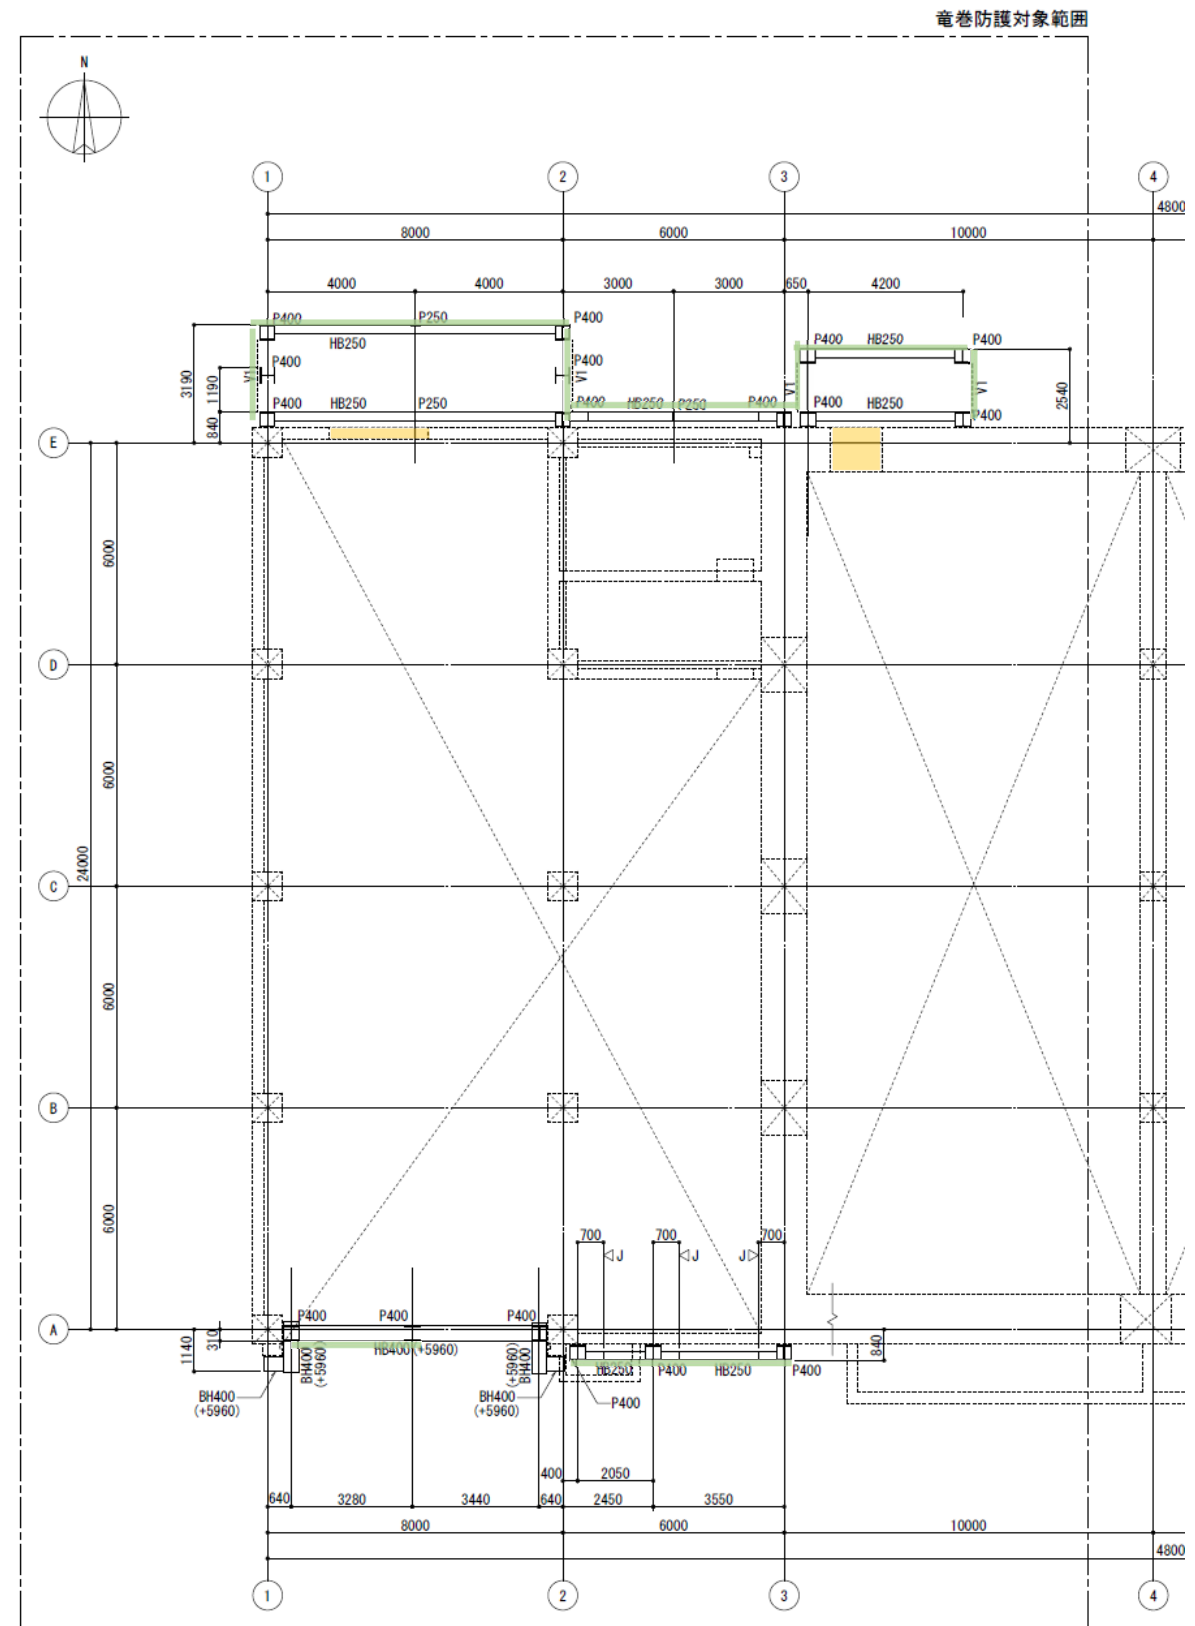 竜巻防護対象範囲
N
1 2 3 4
4800
8000 6000 10000
4000 4000 3000 3000 650 4200
P400 P250 P400
HB250
P400 HB250 P400
P400 P400
V1 V1 V1 V1
3190 1190 840 2540
P400 HB250 P250 P400 HB250 P250 P400 P400 HB250 P400
E
6000
D
6000
24000
C
6000
B
6000
700 700 700
J J J
A
P400 P400 P400
310
1140
HB400(+5960)
BH400
(+5960)
(+5960)
BH400
840
HB250 P400 HB250 P400
BH400
(+5960)
BH400
(+5960)
P400
400 2050
640 3280 3440 640 2450 3550
8000 6000 10000
4800
1 2 3 4